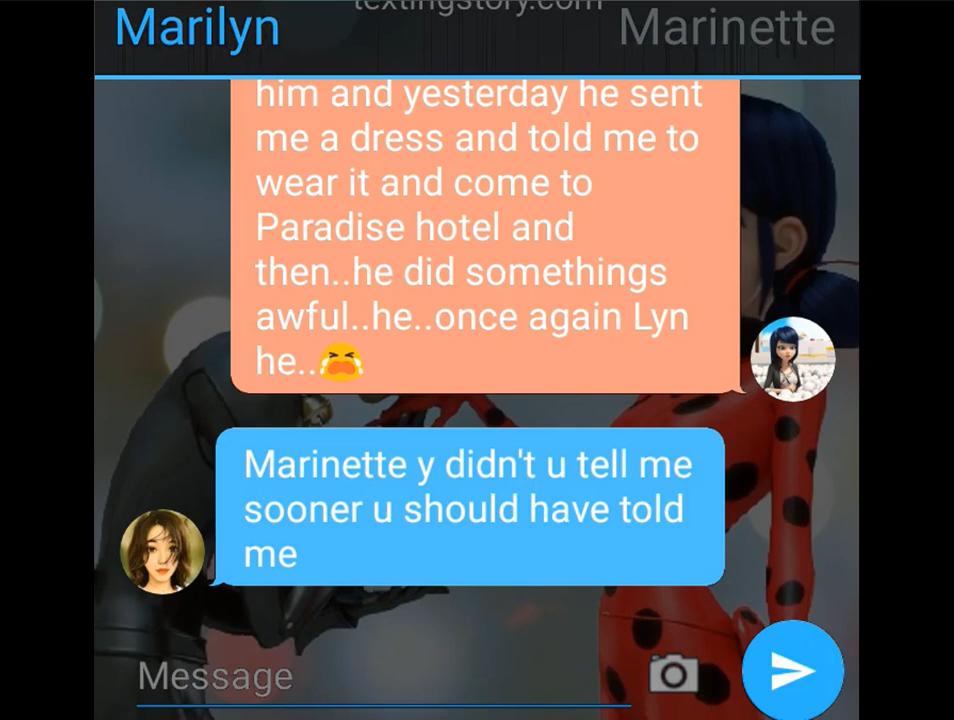 textingstory.com
Marilyn
Marinette
him and yesterday he sent
me a dress and told me to
wear it and come to
Paradise hotel and
then..he did somethings
awful..he..once again Lyn
he..😭
Marinette y didn't u tell me
sooner u should have told
me
Message